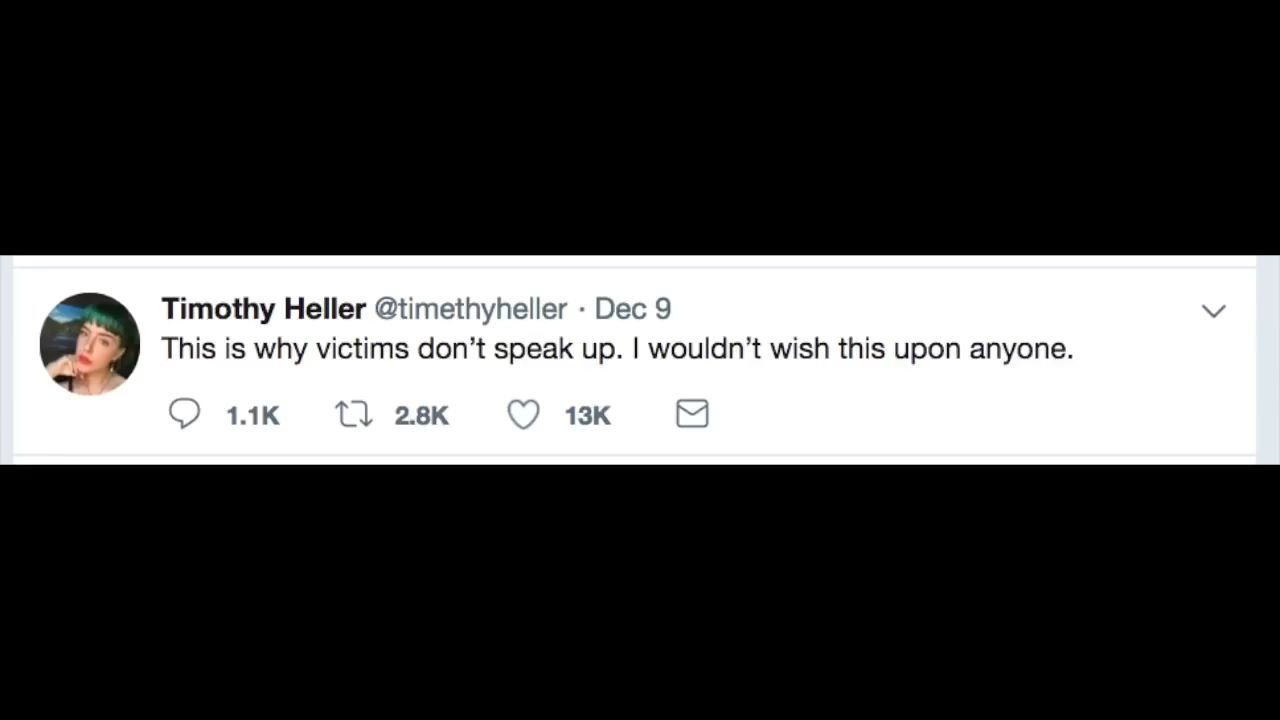 Timothy Heller @timethyheller · Dec 9
This is why victims don’t speak up. I wouldn’t wish this upon anyone.
1.1K 2.8K 13K